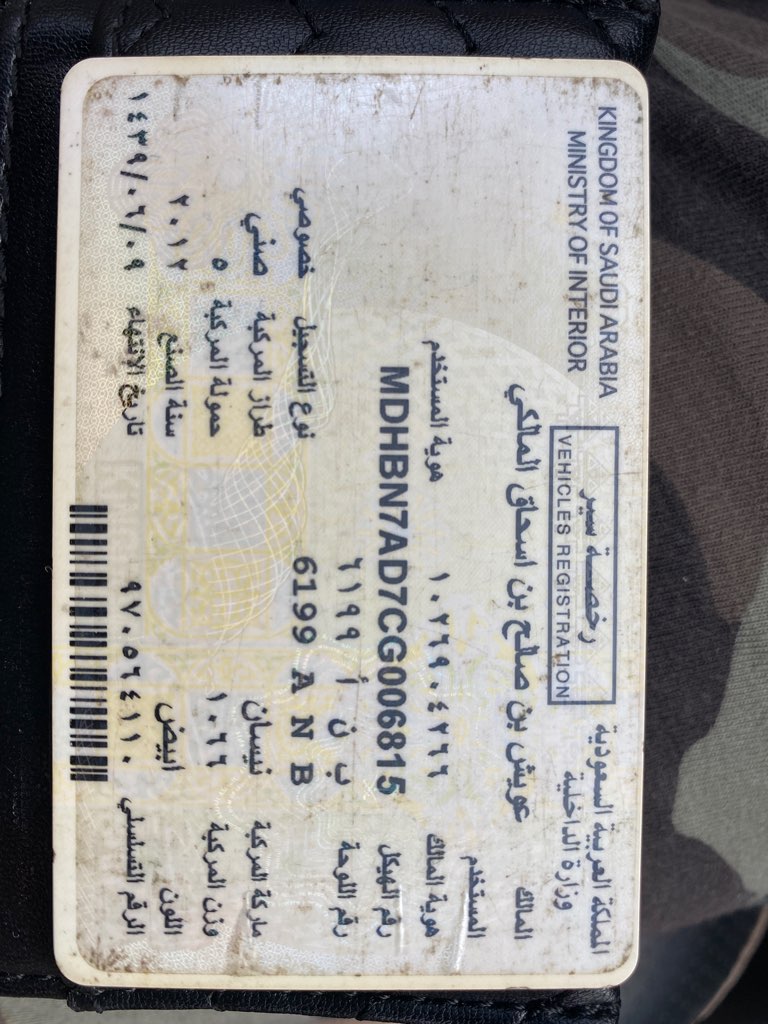 KINGDOM OF SAUDI ARABIA
MINISTRY OF INTERIOR
المملكة العربية السعودية
وزارة الداخلية
رخصة سير
VEHICLES REGISTRATION
المالك عويش بن صالح بن اسحاق المالكي
المستخدم
هوية المالك ١٠٢٦٩٠٤٢٦٦ هوية المستخدم
رقم الهيكل MDHBN7AD7CG006815
رقم اللوحة ب ن أ ٦١٩٩
6199 A N B نوع التسجيل خصوصي
ماركة المركبة نيسان طراز المركبة صني
وزن المركبة ١٠٦٦ حمولة المركبة ٥
اللون ابيض سنة الصنع ٢٠١٢
الرقم التسلسلي ٩٧٠٥٦٤١١٠ تاريخ الانتهاء ١٤٣٩/٠٦/٠٩